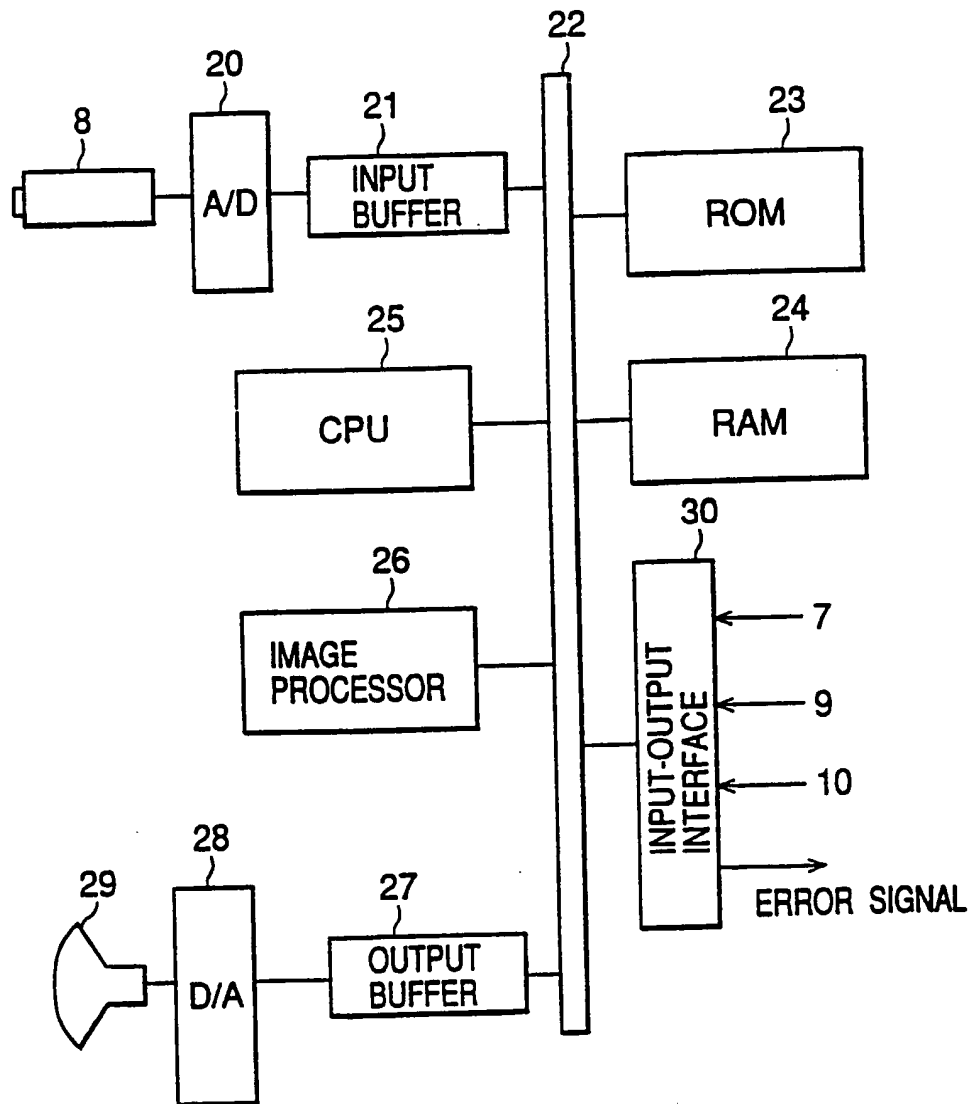 22
20
23
21
8
INPUT
BUFFER
A/D
ROM
25
24
CPU
RAM
30
26
7
IMAGE
PROCESSOR
9
INPUT-OUTPUT
INTERFACE
10
28
29
27
ERROR SIGNAL
OUTPUT
BUFFER
D/A